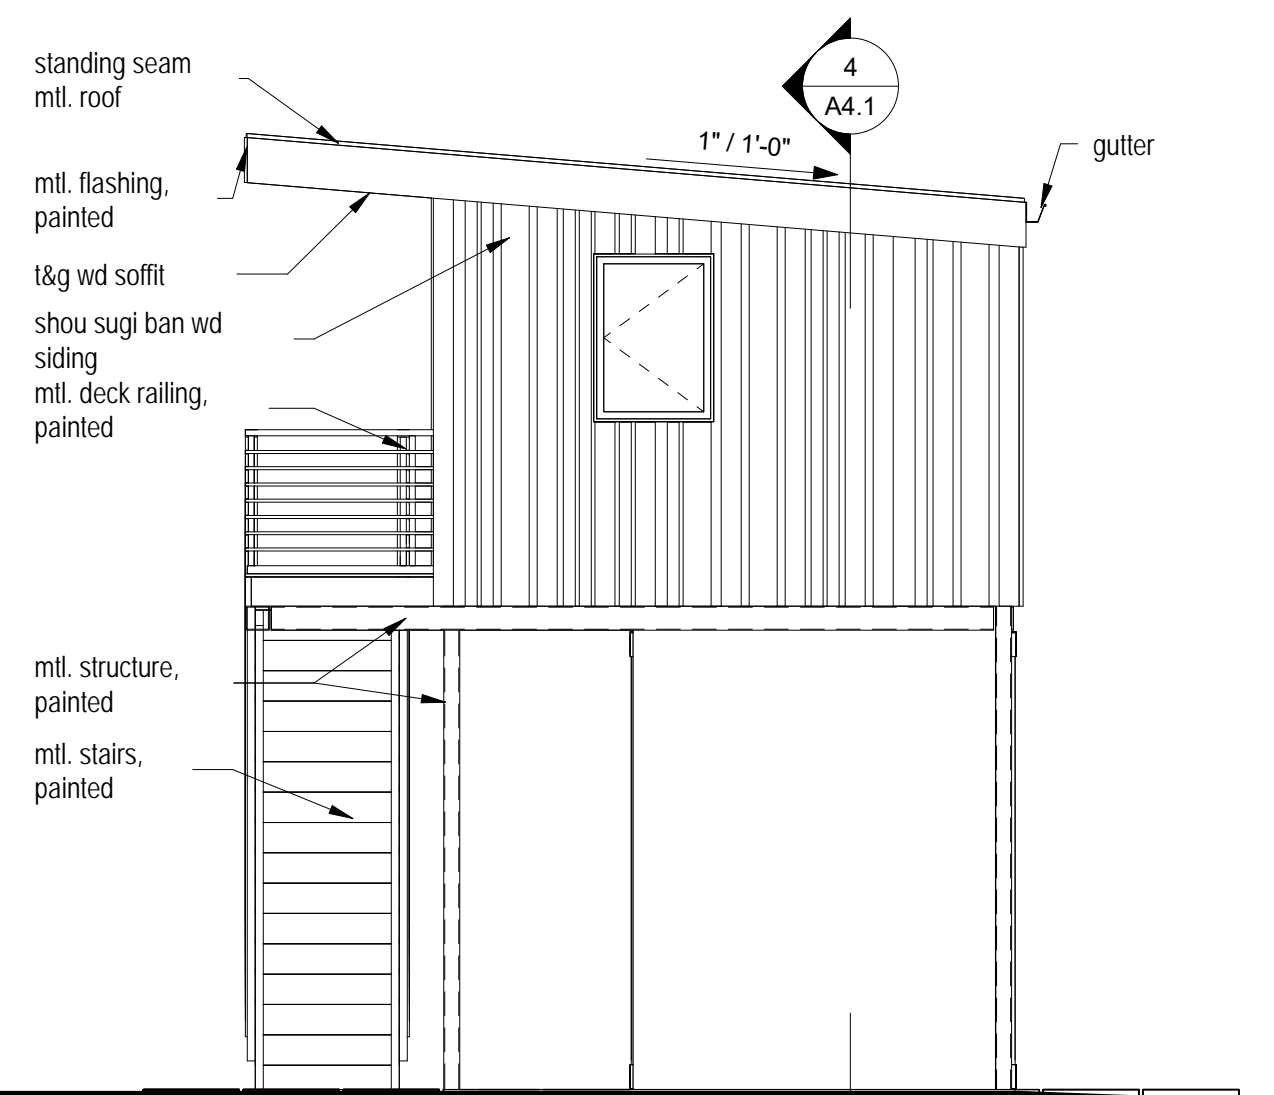 standing seam
mtl. roof
4
A4.1
1" / 1'-0"
gutter
mtl. flashing,
painted
t&g wd soffit
shou sugi ban wd
siding
mtl. deck railing,
painted
mtl. structure,
painted
mtl. stairs,
painted